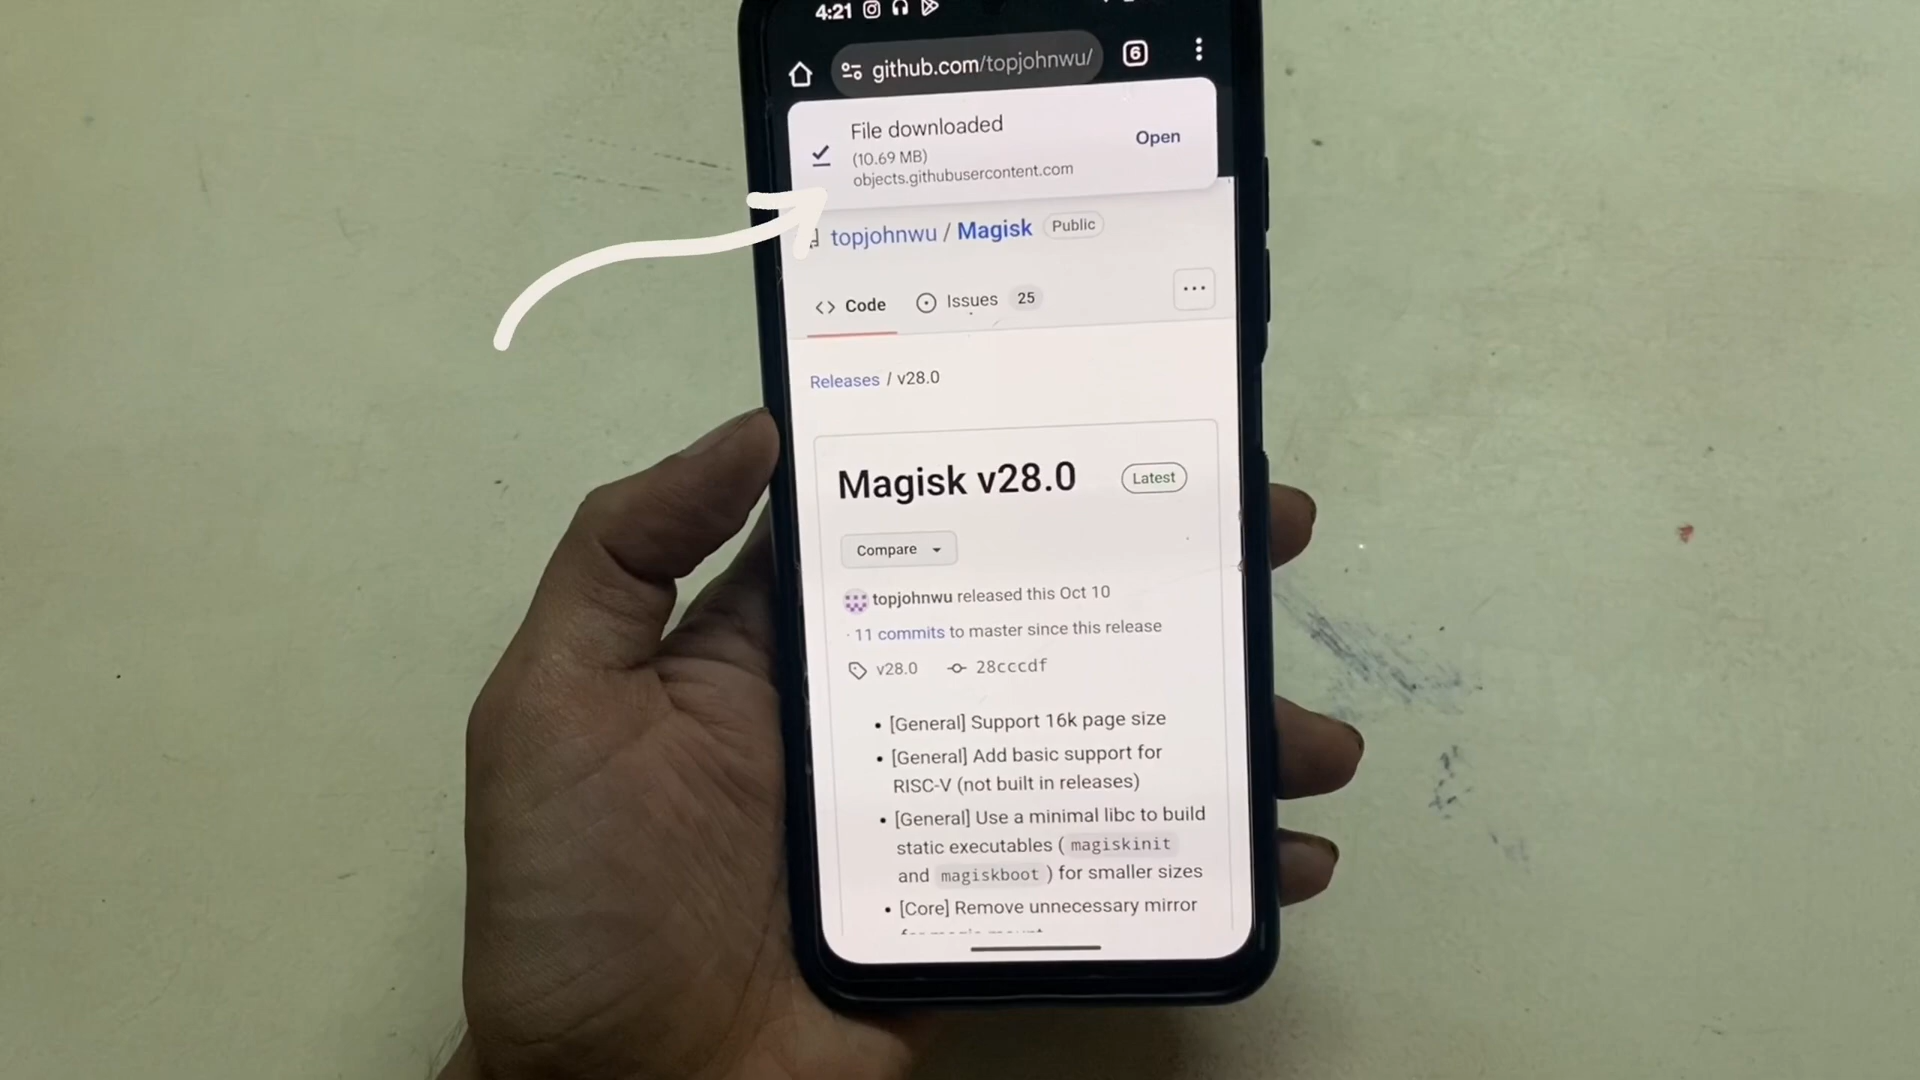 4:21
github.com/topjohnwu/ 6
File downloaded
(10.69 MB)
objects.githubusercontent.com
Open
topjohnwu / Magisk Public
<> Code Issues 25 ...
Releases / v28.0
Magisk v28.0 Latest
Compare
topjohnwu released this Oct 10
· 11 commits to master since this release
v28.0 28cccdf
• [General] Support 16k page size
• [General] Add basic support for
RISC-V (not built in releases)
• [General] Use a minimal libc to build
static executables ( magiskinit
and magiskboot ) for smaller sizes
• [Core] Remove unnecessary mirror